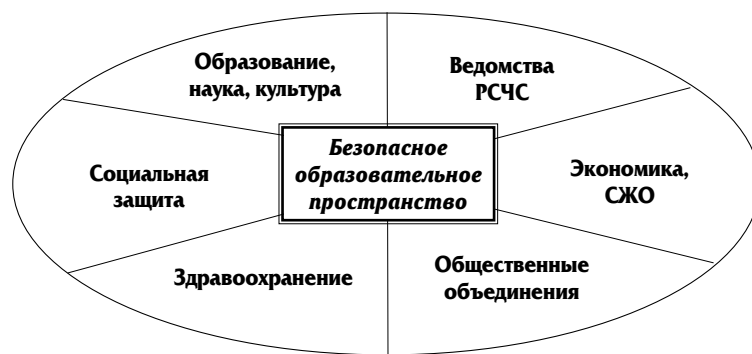 Образование,
наука, культура
Ведомства
РСЧС
Безопасное
образовательное
пространство
Социальная
защита
Экономика,
СЖО
Здравоохранение
Общественные
объединения